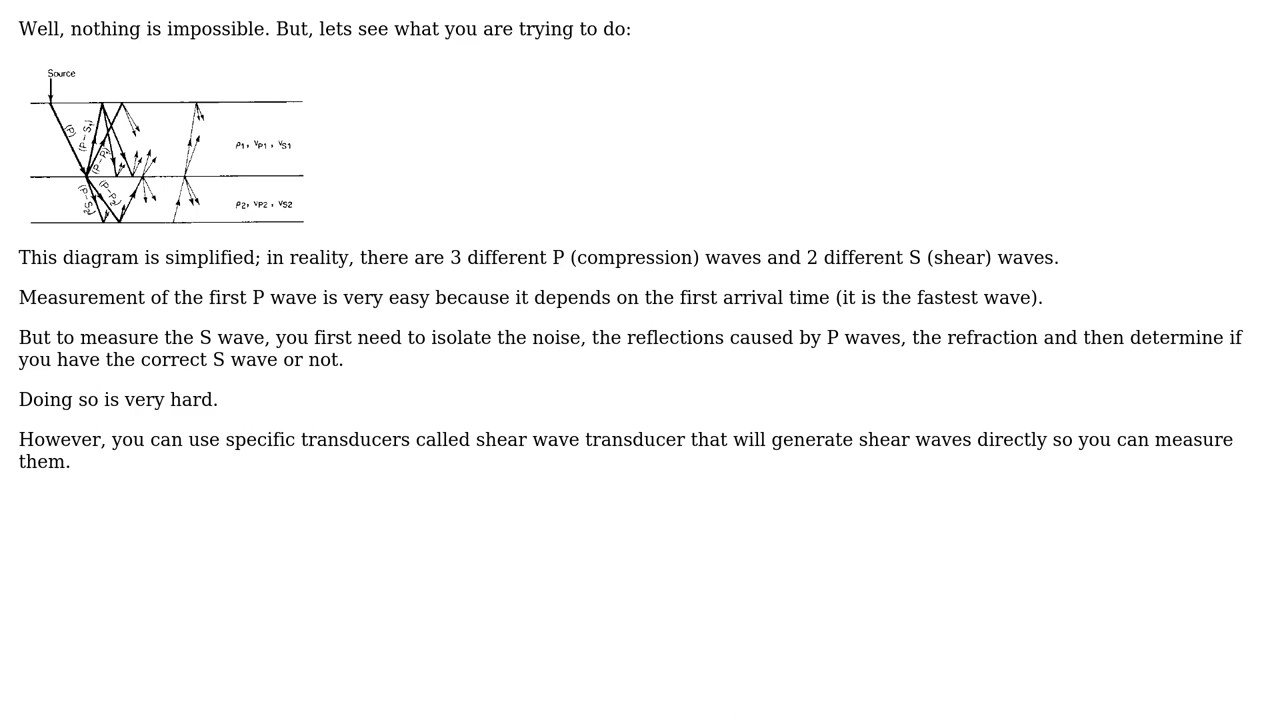 Well, nothing is impossible. But, lets see what you are trying to do:
Source
(P)
(P-S₁)
(P-P₁)
ρ₁, VP1, VS1
(P-P₂)
(P-S₂)
ρ₂, VP2, VS2
This diagram is simplified; in reality, there are 3 different P (compression) waves and 2 different S (shear) waves.
Measurement of the first P wave is very easy because it depends on the first arrival time (it is the fastest wave).
But to measure the S wave, you first need to isolate the noise, the reflections caused by P waves, the refraction and then determine if
you have the correct S wave or not.
Doing so is very hard.
However, you can use specific transducers called shear wave transducer that will generate shear waves directly so you can measure
them.